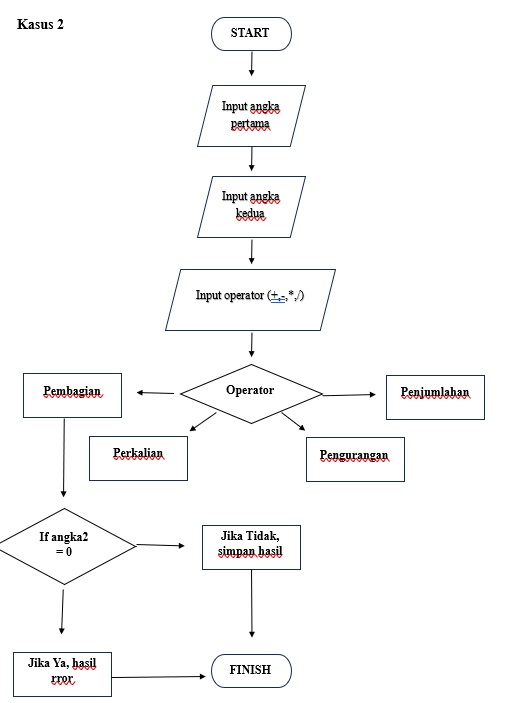 Kasus 2
START
Input angka
pertama
Input angka
kedua
Input operator (+,-,*,/)
Operator
Pembagian
Penjumlahan
Perkalian
Pengurangan
If angka2
= 0
Jika Tidak,
simpan hasil
Jika Ya, hasil
rror
FINISH